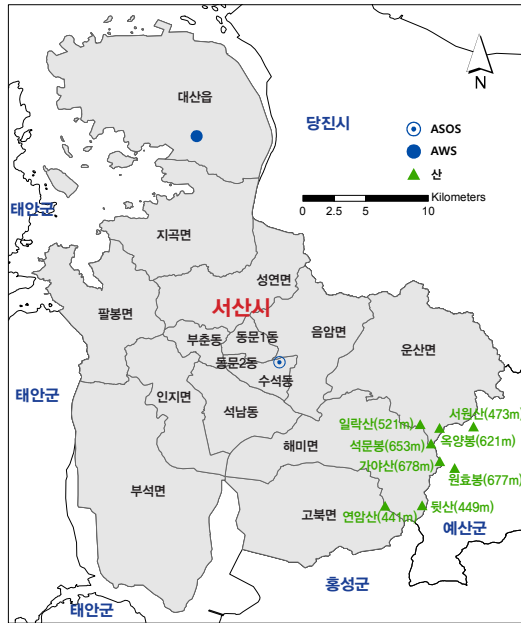 대산읍
N
당진시
ASOS
AWS
산
Kilometers
0 2.5 5 10
태안군
지곡면
성연면
팔봉면
서산시
음암면
운산면
부춘동
동문1동
동문2동
수석동
태안군
인지면
석남동
서원산(473m)
일락산(521m)
옥양봉(621m)
석문봉(653m)
해미면
가야산(678m)
원효봉(677m)
부석면
고북면
연암산(441m)
뒷산(449m)
예산군
홍성군
태안군